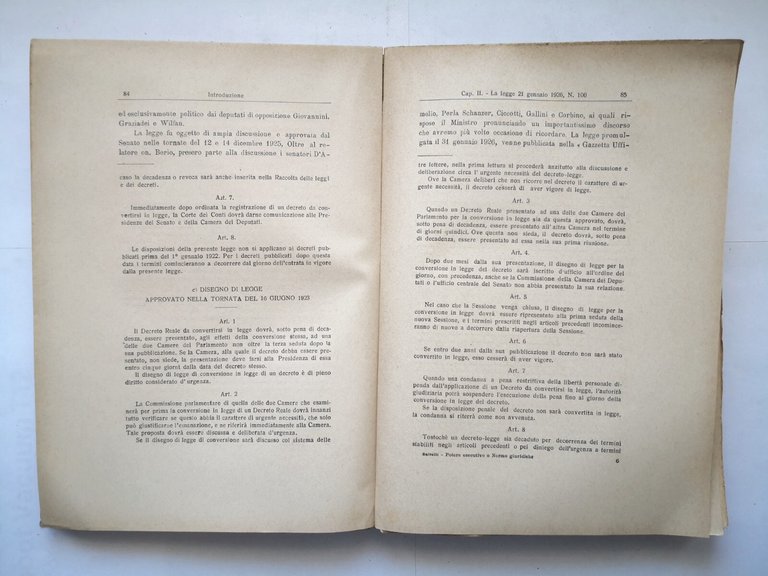 84
Introduzione
ed esclusivamente politico dai deputati di opposizione Giovannini,
Graziadei e Wilfan.
La legge fu oggetto di ampia discussione e approvata dal
Senato nelle tornate del 12 e 14 dicembre 1925. Oltre al re-
latore on. Berio, presero parte alla discussione i senatori D'A-
caso la decadenza o revoca sarà anche inscritta nella Raccolta delle leggi
e dei decreti.
Art. 7.
Immediatamente dopo ordinata la registrazione di un decreto da con-
vertirsi in legge, la Corte dei Conti dovrà darne comunicazione alle Pre-
sidenze del Senato e della Camera dei Deputati.
Art. 8.
Le disposizioni della presente legge non si applicano ai decreti pub-
blicati prima del 1º gennaio 1922. Per i decreti pubblicati dopo questa
data i termini cominceranno a decorrere dal giorno dell'entrata in vigore
della presente legge.
c) DISEGNO DI LEGGE
APPROVATO NELLA TORNATA DEL 16 GIUGNO 1923
Art. 1
Il Decreto Reale da convertirsi in legge dovrà, sotto pena di deca-
denza, essere presentato, agli effetti della conversione stessa, ad una
delle due Camere del Parlamento non oltre la terza seduta dopo la
sua pubblicazione. Se la Camera, alla quale il decreto debba essere pre-
sentato, non siede, la presentazione deve farsi alla Presidenza di essa
entro cinque giorni dalla data del decreto stesso.
Il disegno di legge di conversione in legge di un decreto è di pieno
diritto considerato d'urgenza.
Art. 2
La Commissione parlamentare di quella delle due Camere che esami-
nerà per prima la conversione in legge di un Decreto Reale dovrà innanzi
tutto verificare se questo abbia il carattere di urgente necessità, che solo
può giustificarne l'emanazione, e ne riferirà immediatamente alla Camera.
Tale proposta dovrà essere discussa e deliberata d'urgenza.
Se il disegno di legge di conversione sarà discusso col sistema delle
Cap. II. - La legge 21 gennaio 1926, N. 100
85
molio, Perla Schanzer, Ciccotti, Gallini e Corbino, ai quali ri-
spose il Ministro pronunciando un importantissimo discorso
che avremo più volte occasione di ricordare. La legge promul-
gata il 31 gennaio 1926, venne pubblicata nella « Gazzetta Uffi-
tre letture, nella prima lettura si procederà anzitutto alla discussione e
deliberazione circa l'urgente necessità del decreto-legge.
Ove la Camera deliberi che non ricorre nel decreto il carattere di ur-
gente necessità, il decreto cesserà di aver vigore di legge.
Art. 3
Quando un Decreto Reale presentato ad una delle due Camere del
Parlamento per la conversione in legge sia da questa approvato, dovrà,
sotto pena di decadenza, essere presentato all'altra Camera nel termine
di giorni quindici. Ove questa non sieda, il decreto dovrà, sotto pena
di decadenza, essere presentato ad essa nella sua prima riunione.
Art. 4.
Dopo due mesi dalla sua presentazione, il disegno di legge per la
conversione in legge del decreto sarà iscritto d'ufficio all'ordine del
giorno, con precedenza, anche se la Commissione della Camera dei Depu-
tati o l'ufficio centrale del Senato non abbia presentato la sua relazione.
Art. 5
Nel caso che la Sessione venga chiusa, il disegno di legge per la
conversione in legge dovrà essere ripresentato alla prima seduta della
nuova Sessione, e i termini prescritti negli articoli precedenti incomince-
ranno di nuovo a decorrere dalla riapertura della Sessione.
Art. 6
Se entro due anni dalla sua pubblicazione il decreto non sarà stato
convertito in legge, esso cesserà di aver vigore.
Art. 7
Quando una condanna a pena restrittiva della libertà personale di-
penda dall'applicazione di un Decreto da convertirsi in legge, l'autorità
giudiziaria potrà sospendere l'esecuzione della pena fino al giorno della
conversione in legge del decreto.
Se la disposizione penale del decreto non sarà convertita in legge,
la condanna si riterrà come non avvenuta.
Art. 8
Tostochè un decreto-legge sia decaduto per decorrenza dei termini
stabiliti negli articoli precedenti o pel diniego dell'urgenza a termini
Saltelli - Potere esecutivo e Norme giuridiche
6